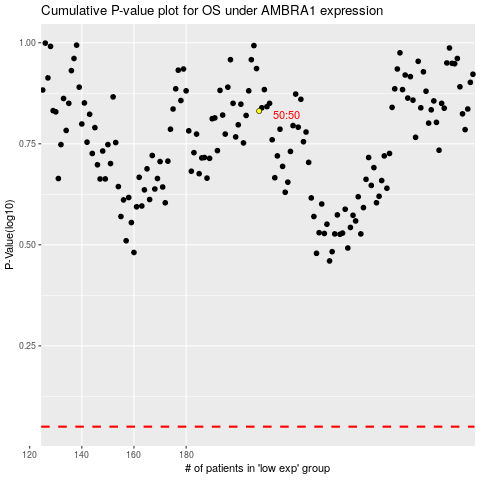 Cumulative P-value plot for OS under AMBRA1 expression
P-Value(log10)
1.00
0.75
0.50
0.25
50:50
120 140 160 180
# of patients in 'low exp' group